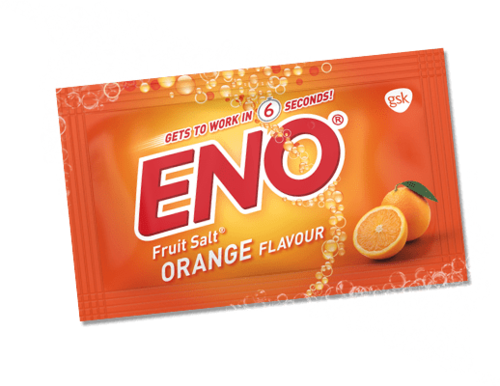 gsk
GETS TO WORK IN 6 SECONDS!
ENO®
Fruit Salt®
ORANGE FLAVOUR